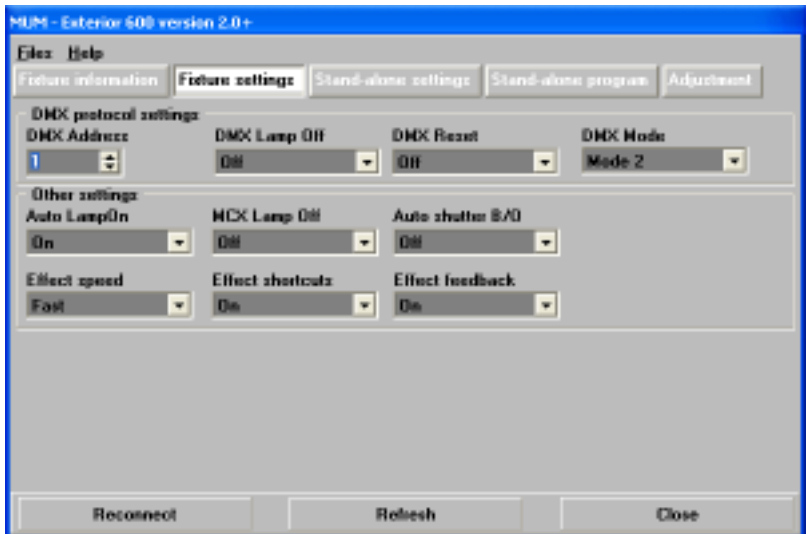 MUM - Exterior 600 version 2.0+
Files Help
Fixture information Fixture settings Stand-alone settings Stand-alone program Adjustment
DMX protocol settings
DMX Address DMX Lamp Off DMX Reset DMX Mode
1 Off Off Mode 2
Other settings
Auto LampOn MCX Lamp Off Auto shutter B/O
On Off Off
Effect speed Effect shortcuts Effect feedback
Fast On On
Reconnect Refresh Close